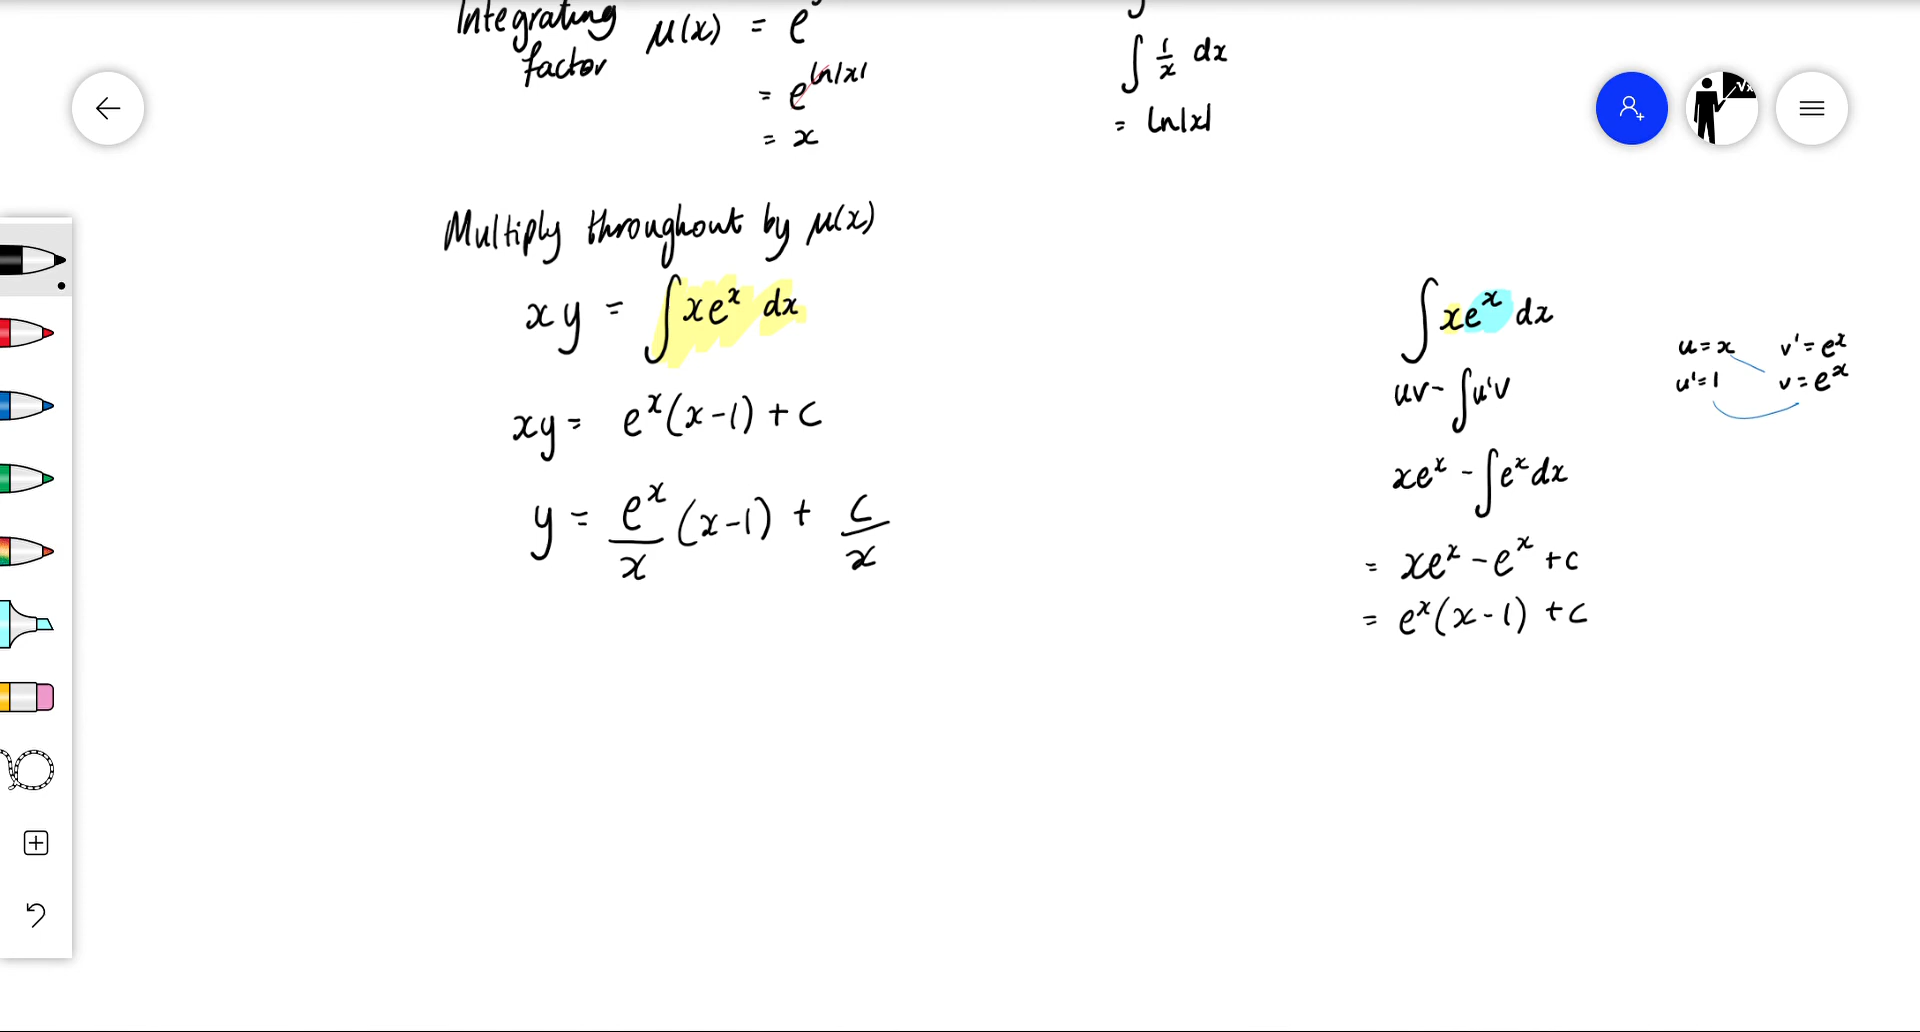 Integrating factor μ(x) = e
= e^ln|x|
= x
∫ 1/x dx
= ln|x|
Multiply throughout by μ(x)
xy = ∫xe^x dx
xy = e^x(x-1) + c
y = e^x/x (x-1) + c/x
∫xe^x dx
uv - ∫u'v
xe^x - ∫e^x dx
= xe^x - e^x + c
= e^x(x-1) + c
u = x v' = e^x
u' = 1 v = e^x